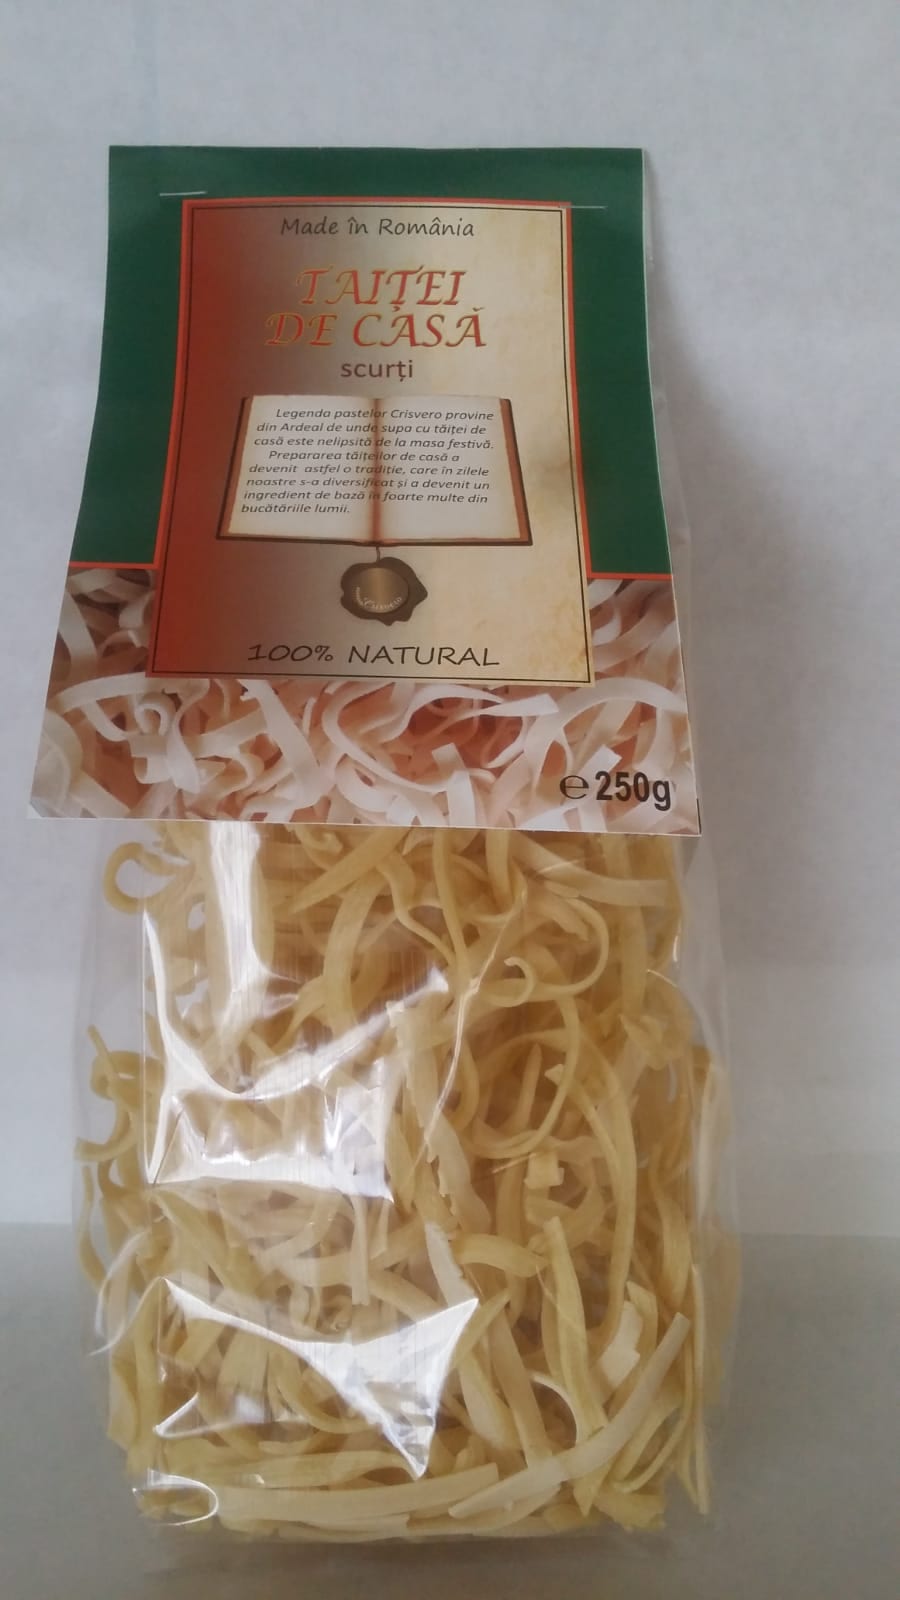 Made în România
TAIȚEI
DE CASĂ
scurți
Legenda pastelor Crisvero provine
din Ardeal de unde supa cu tăiței de
casă este nelipsită de la masa festivă.
Prepararea tăițeilor de casă a
devenit astfel o tradiție, care în zilele
noastre s-a diversificat și a devenit un
ingredient de bază în foarte multe din
bucătăriile lumii.
100% NATURAL
℮ 250g